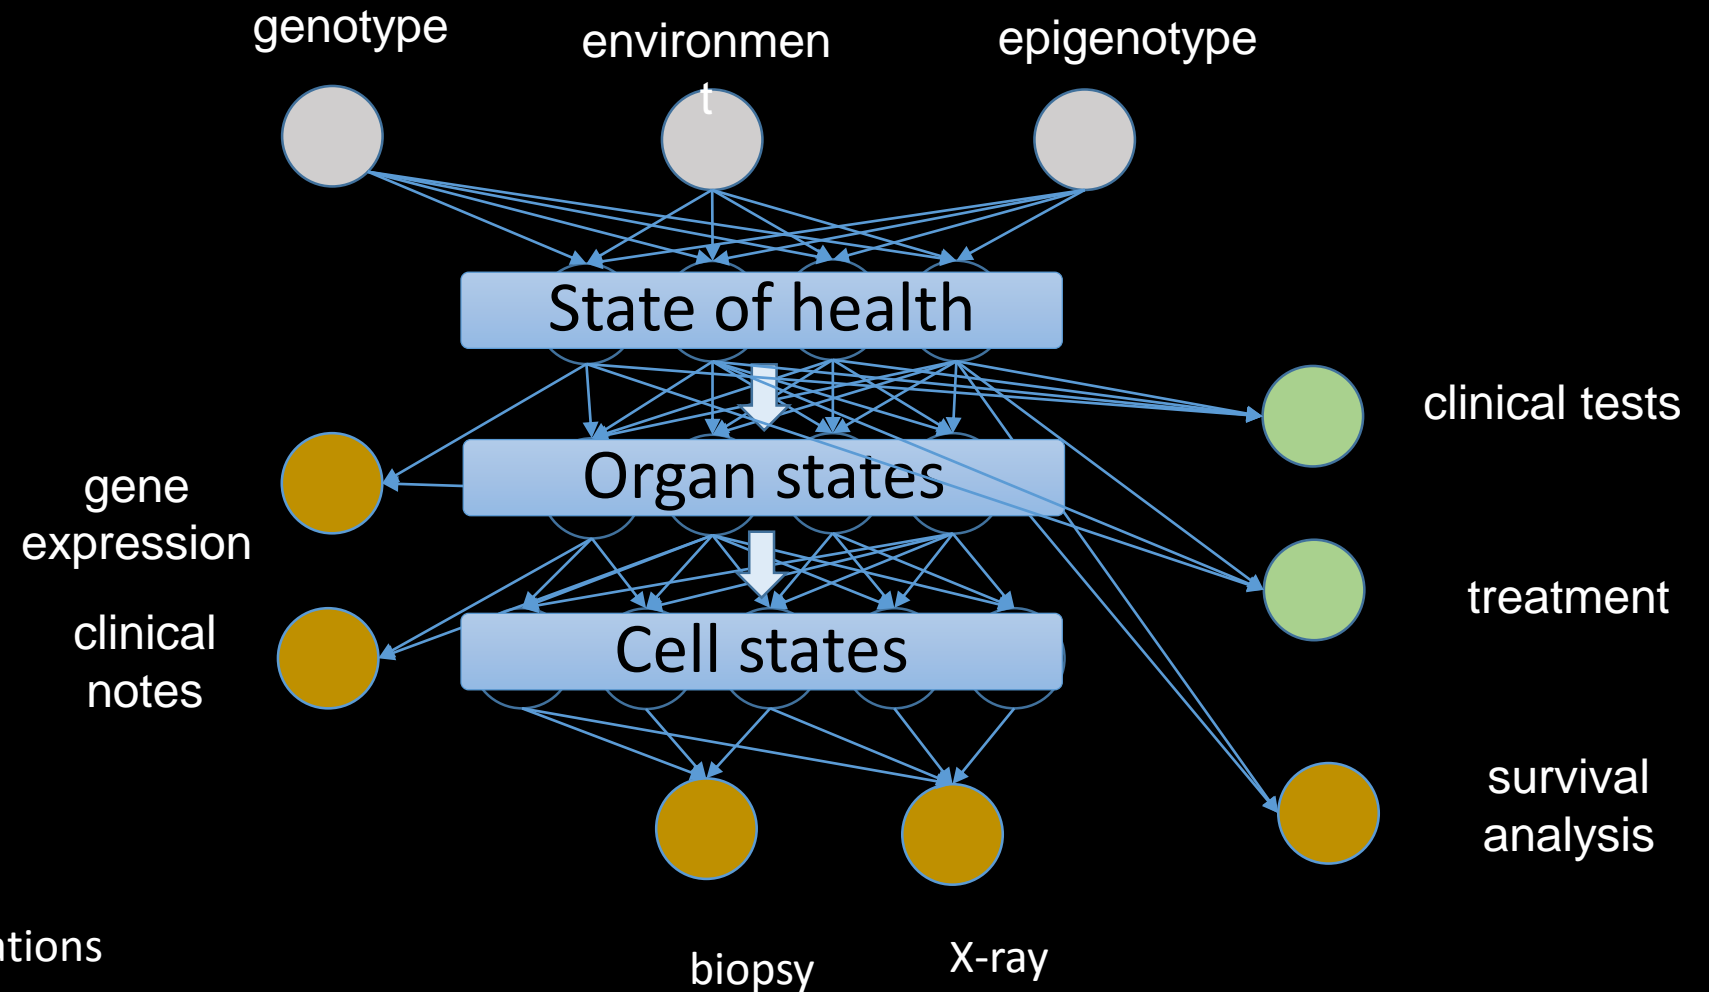 genotype
environmen
t
epigenotype
State of health
clinical tests
Organ states
gene
expression
treatment
clinical
notes
Cell states
survival
analysis
biopsy
X-ray